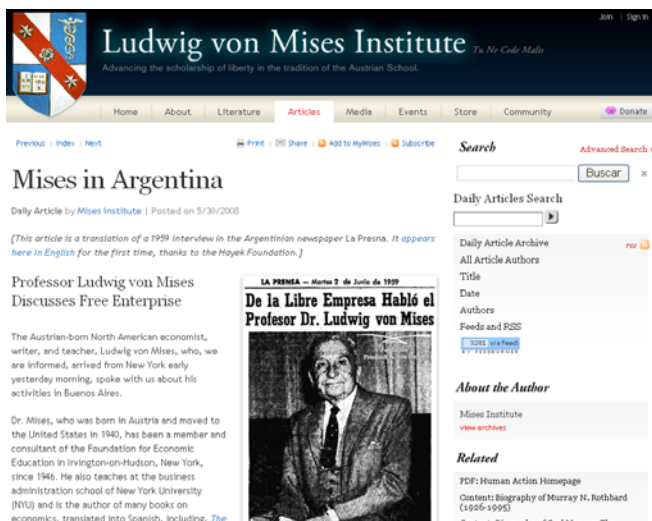 Join | Sign in
Ludwig von Mises Institute Tu Ne Cede Malis
Advancing the scholarship of liberty in the tradition of the Austrian School.
Home About Literature Articles Media Events Store Community Donate
Previous | Index | Next
Print | Share | Add to MyMises | Subscribe
Mises in Argentina
Daily Article by Mises Institute | Posted on 5/30/2008
[This article is a translation of a 1959 interview in the Argentinian newspaper La Presna. It appears
here in English for the first time, thanks to the Hayek Foundation.]
Professor Ludwig von Mises
Discusses Free Enterprise
The Austrian-born North American economist,
writer, and teacher, Ludwig von Mises, who, we
are informed, arrived from New York early
yesterday morning, spoke with us about his
activities in Buenos Aires.
Dr. Mises, who was born in Austria and moved to
the United States in 1940, has been a member and
consultant of the Foundation for Economic
Education in Irvington-on-Hudson, New York,
since 1946. He also teaches at the business
administration school of New York University
(NYU) and is the author of many books on
economics, translated into Spanish, including, The
LA PRENSA — Martes 2 de Junio de 1959
De la Libre Empresa Habló el
Profesor Dr. Ludwig von Mises
Search
Advanced Search
Buscar ×
Daily Articles Search
Daily Article Archive rss
All Article Authors
Title
Date
Authors
Feeds and RSS
3201 via feed
BY FEEDBURNER
About the Author
Mises Institute
view archives
Related
PDF: Human Action Homepage
Content: Biography of Murray N. Rothbard
(1926-1995)